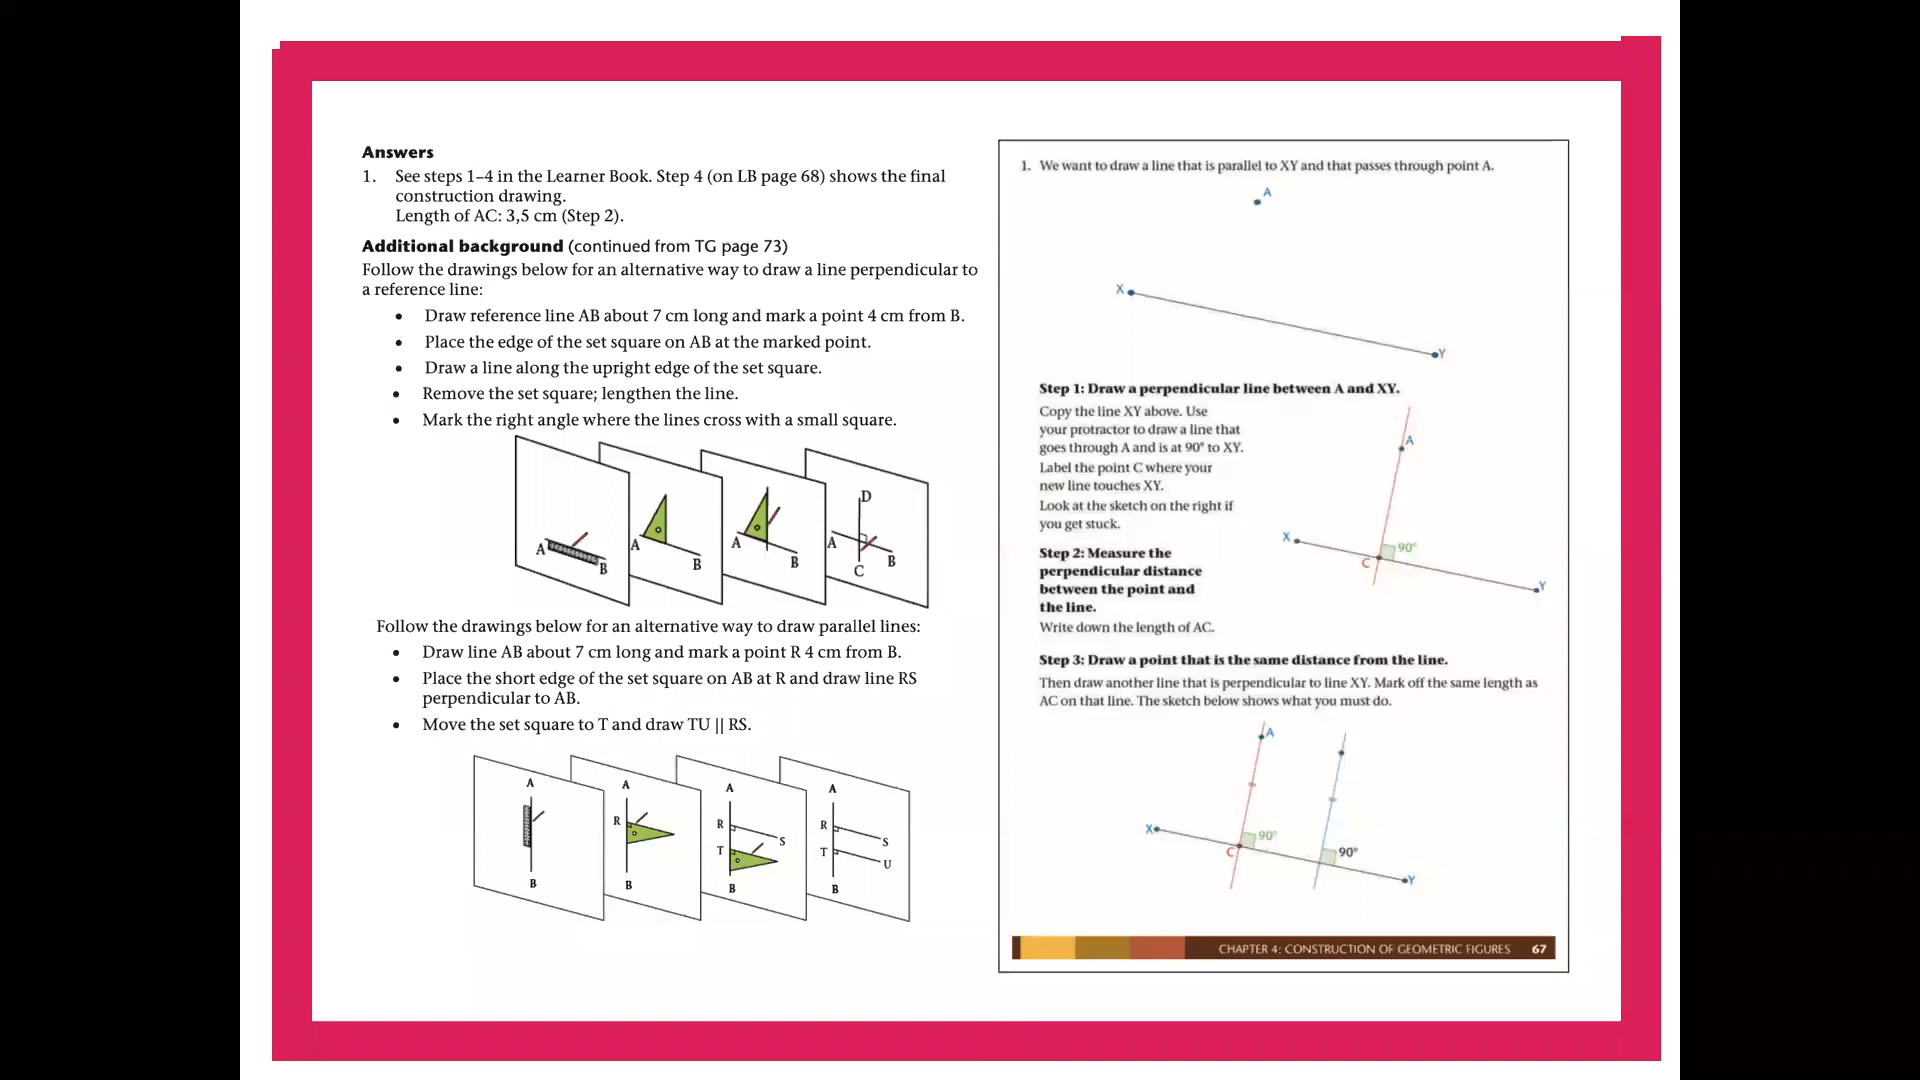 Answers
1. See steps 1–4 in the Learner Book. Step 4 (on LB page 68) shows the final
construction drawing.
Length of AC: 3,5 cm (Step 2).
Additional background (continued from TG page 73)
Follow the drawings below for an alternative way to draw a line perpendicular to
a reference line:
• Draw reference line AB about 7 cm long and mark a point 4 cm from B.
• Place the edge of the set square on AB at the marked point.
• Draw a line along the upright edge of the set square.
• Remove the set square; lengthen the line.
• Mark the right angle where the lines cross with a small square.
A B
A B
A B
A D C B
Follow the drawings below for an alternative way to draw parallel lines:
• Draw line AB about 7 cm long and mark a point R 4 cm from B.
• Place the short edge of the set square on AB at R and draw line RS
perpendicular to AB.
• Move the set square to T and draw TU || RS.
A B
A R B
A R S T B
A R S T U B
1. We want to draw a line that is parallel to XY and that passes through point A.
A
X
Y
Step 1: Draw a perpendicular line between A and XY.
Copy the line XY above. Use
your protractor to draw a line that
goes through A and is at 90° to XY.
Label the point C where your
new line touches XY.
Look at the sketch on the right if
you get stuck.
A
X
90°
C
Y
Step 2: Measure the
perpendicular distance
between the point and
the line.
Write down the length of AC.
Step 3: Draw a point that is the same distance from the line.
Then draw another line that is perpendicular to line XY. Mark off the same length as
AC on that line. The sketch below shows what you must do.
A
X
90°
C
90°
Y
CHAPTER 4: CONSTRUCTION OF GEOMETRIC FIGURES 67